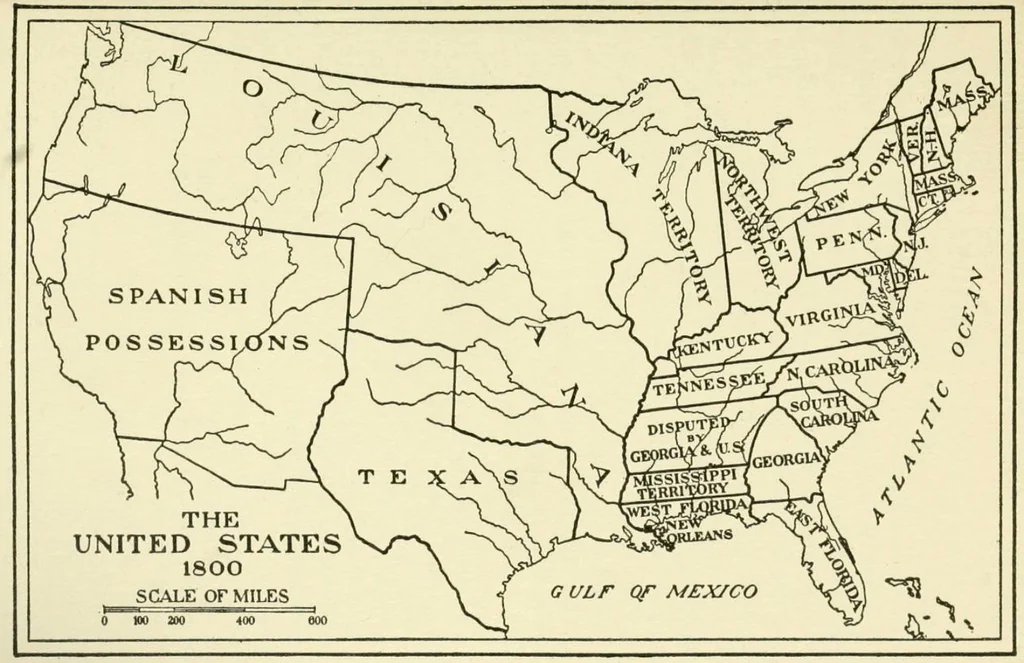 LOUISIANA
INDIANA
TERRITORY
NORTHWEST
TERRITORY
MASS.
VER.
N-H.
NEW YORK
MASS.
CT.
PENN.
N.J.
MD.
DEL.
VIRGINIA
KENTUCKY
TENNESSEE
N. CAROLINA
SOUTH
CAROLINA
DISPUTED
BY
GEORGIA & U.S
GEORGIA
MISSISSIPPI
TERRITORY
WEST FLORIDA
NEW
ORLEANS
EAST FLORIDA
SPANISH
POSSESSIONS
TEXAS
ATLANTIC OCEAN
GULF OF MEXICO
THE
UNITED STATES
1800
SCALE OF MILES
0 100 200 400 600